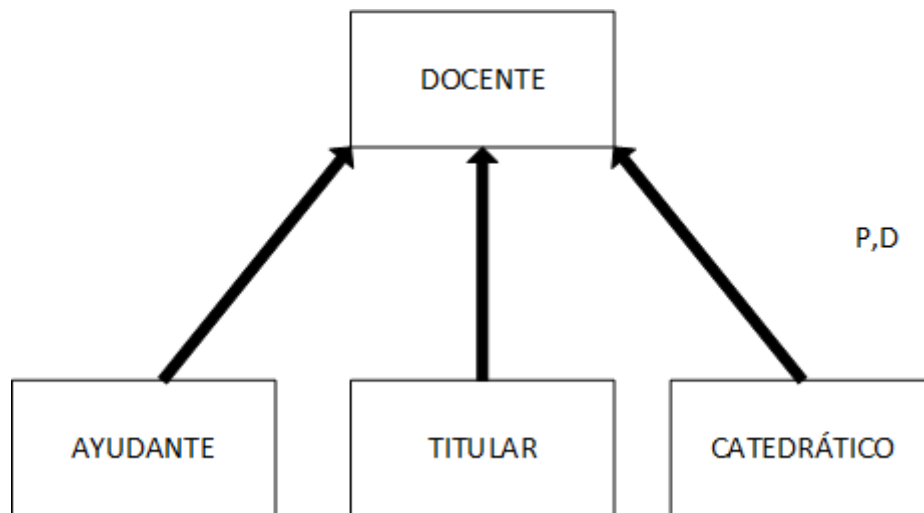 DOCENTE
P,D
AYUDANTE
TITULAR
CATEDRÁTICO